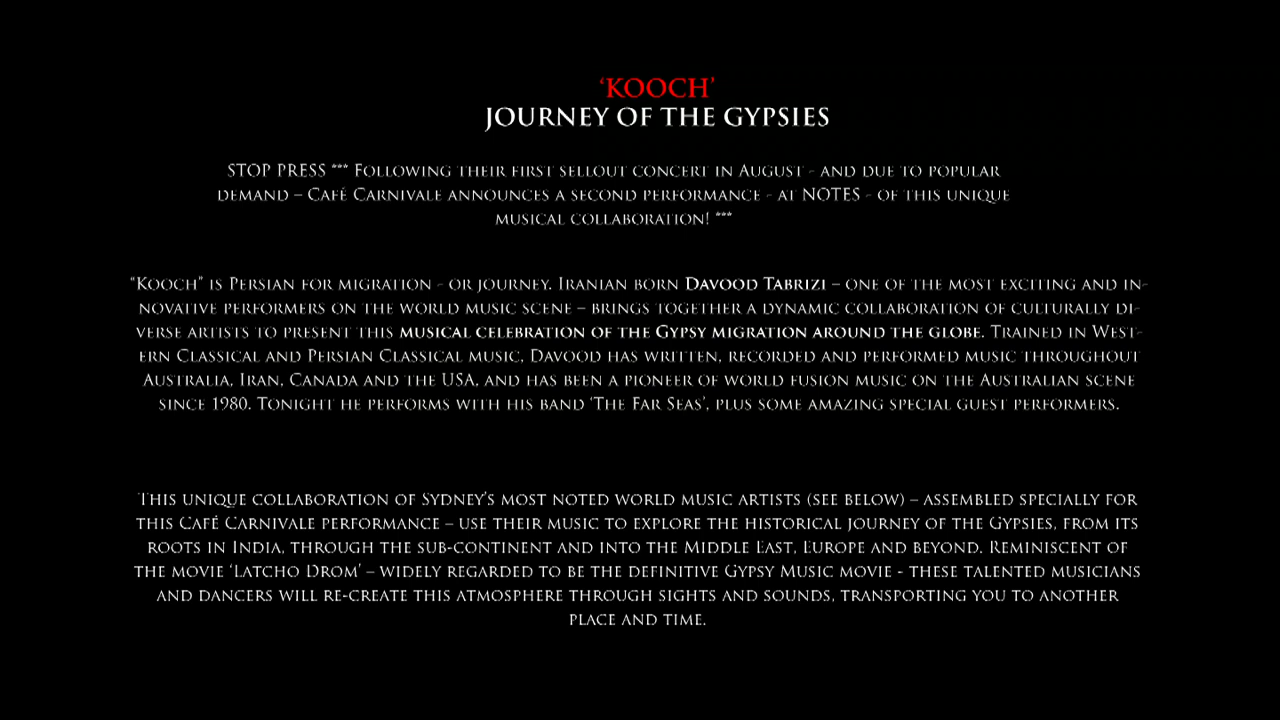 ‘KOOCH’
JOURNEY OF THE GYPSIES
STOP PRESS *** Following their first sellout concert in August - and due to popular
demand – Café Carnivale announces a second performance - at NOTES - of this unique
musical collaboration! ***
“Kooch” is Persian for migration - or journey. Iranian born Davood Tabrizi – one of the most exciting and in-
novative performers on the world music scene – brings together a dynamic collaboration of culturally di-
verse artists to present this musical celebration of the Gypsy migration around the globe. Trained in West-
ern Classical and Persian Classical music, Davood has written, recorded and performed music throughout
Australia, Iran, Canada and the USA, and has been a pioneer of world fusion music on the Australian scene
since 1980. Tonight he performs with his band ‘The Far Seas’, plus some amazing special guest performers.
This unique collaboration of Sydney’s most noted world music artists (see below) – assembled specially for
this Café Carnivale performance – use their music to explore the historical journey of the Gypsies, from its
roots in India, through the sub-continent and into the Middle East, Europe and beyond. Reminiscent of
the movie ‘Latcho Drom’ – widely regarded to be the definitive Gypsy Music movie - these talented musicians
and dancers will re-create this atmosphere through sights and sounds, transporting you to another
place and time.